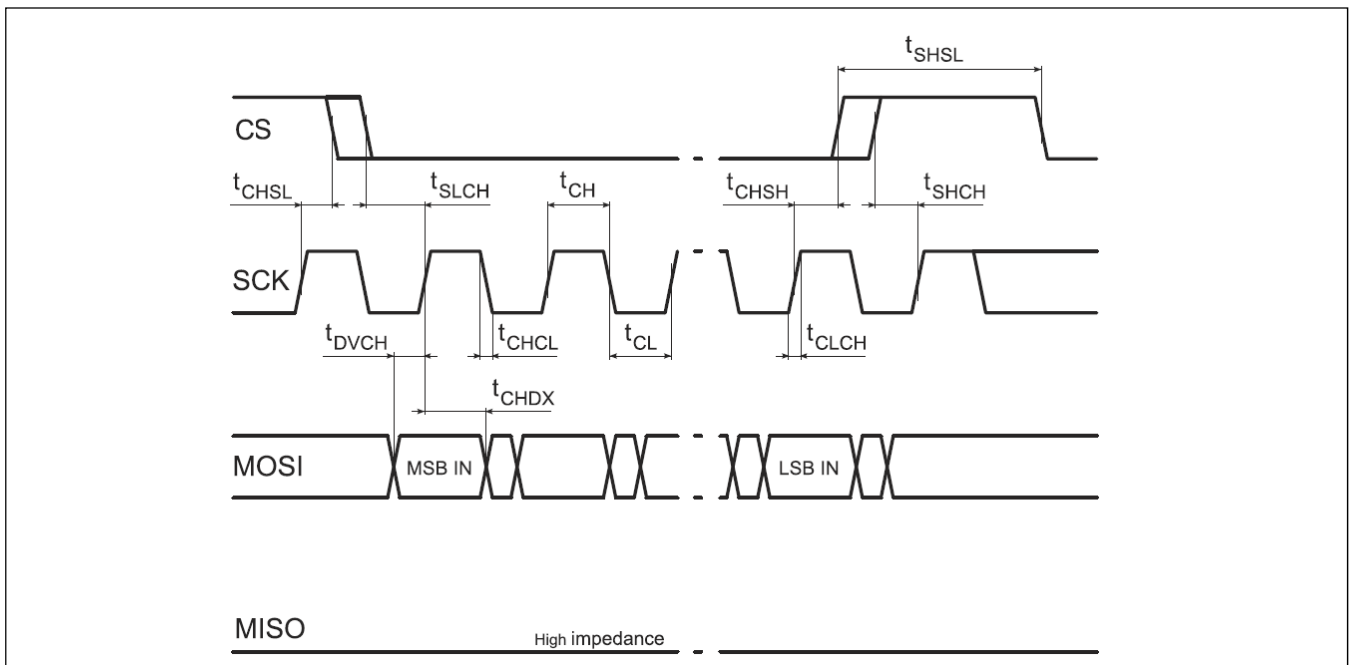 tSHSL
CS
tCHSL
tSLCH
tCH
tCHSH
tSHCH
SCK
tDVCH
tCHCL
tCL
tCLCH
tCHDX
MOSI
MSB IN
LSB IN
MISO
High impedance